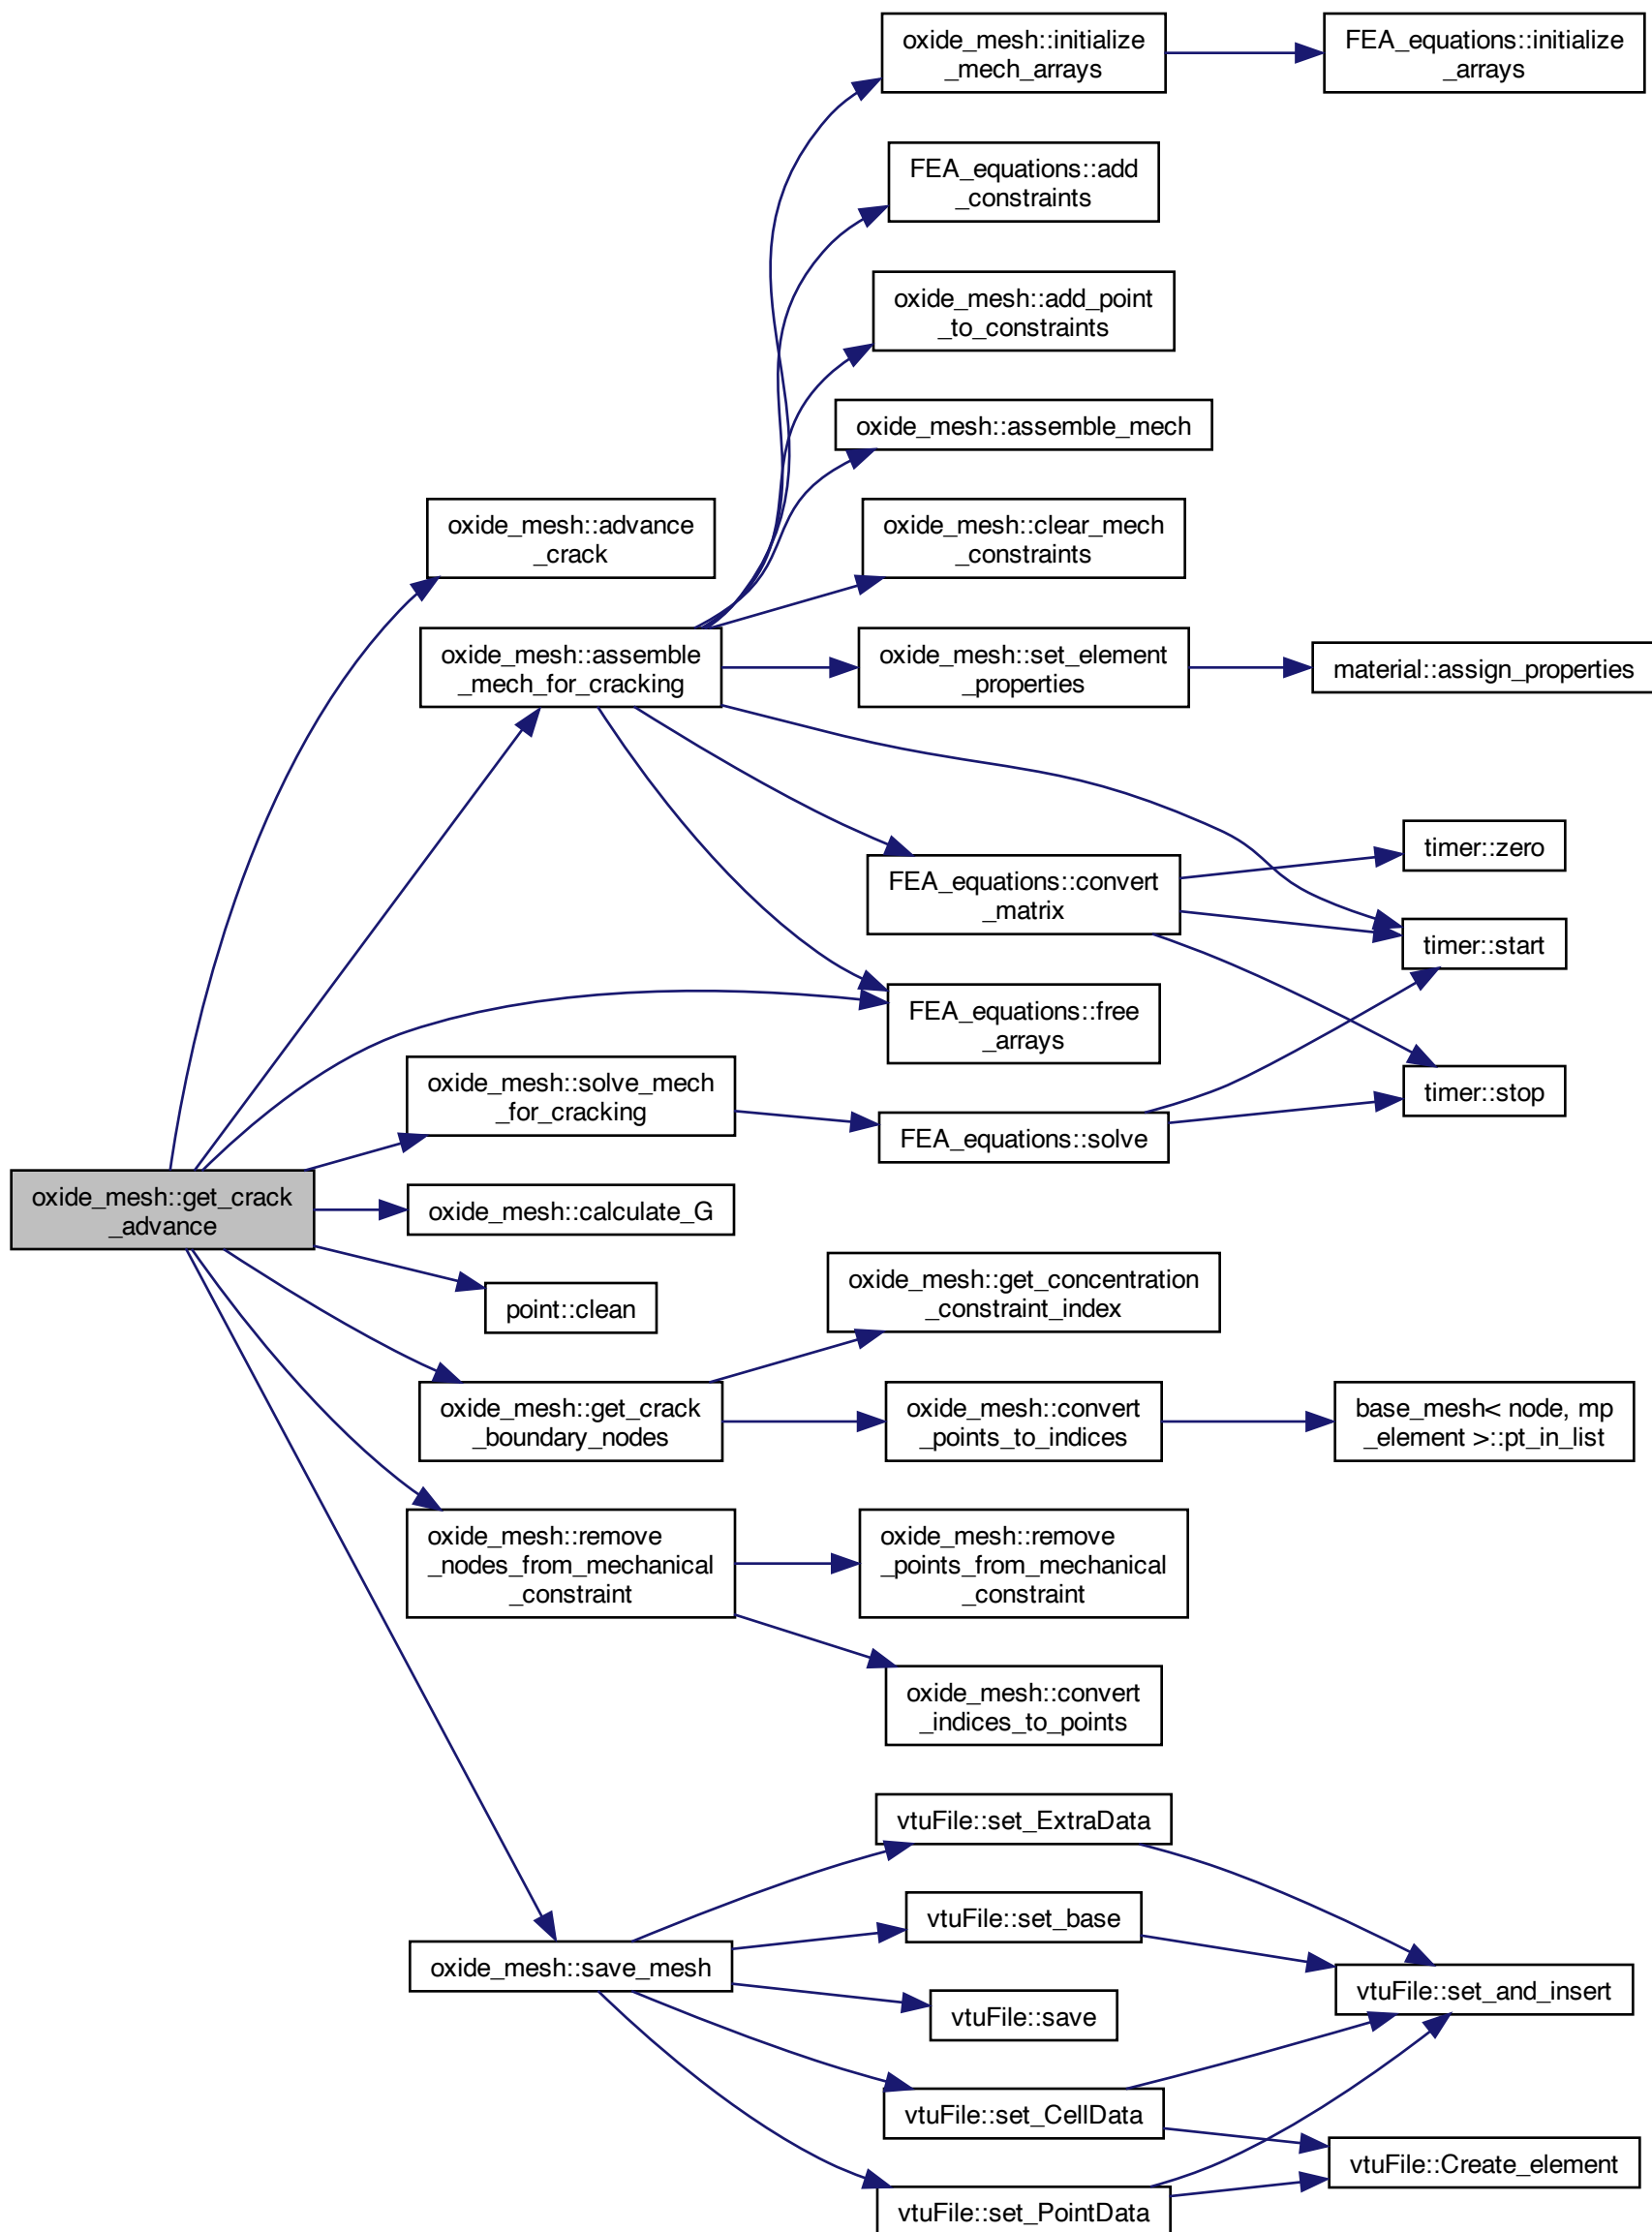 oxide_mesh::initialize
_mech_arrays
FEA_equations::initialize
_arrays
FEA_equations::add
_constraints
oxide_mesh::add_point
_to_constraints
oxide_mesh::assemble_mech
oxide_mesh::advance
_crack
oxide_mesh::clear_mech
_constraints
oxide_mesh::assemble
_mech_for_cracking
oxide_mesh::set_element
_properties
material::assign_properties
timer::zero
FEA_equations::convert
_matrix
timer::start
FEA_equations::free
_arrays
oxide_mesh::solve_mech
_for_cracking
timer::stop
FEA_equations::solve
oxide_mesh::get_crack
_advance
oxide_mesh::calculate_G
point::clean
oxide_mesh::get_concentration
_constraint_index
oxide_mesh::get_crack
_boundary_nodes
oxide_mesh::convert
_points_to_indices
base_mesh< node, mp
_element >::pt_in_list
oxide_mesh::remove
_nodes_from_mechanical
_constraint
oxide_mesh::remove
_points_from_mechanical
_constraint
oxide_mesh::convert
_indices_to_points
vtuFile::set_ExtraData
vtuFile::set_base
oxide_mesh::save_mesh
vtuFile::set_and_insert
vtuFile::save
vtuFile::set_CellData
vtuFile::Create_element
vtuFile::set_PointData